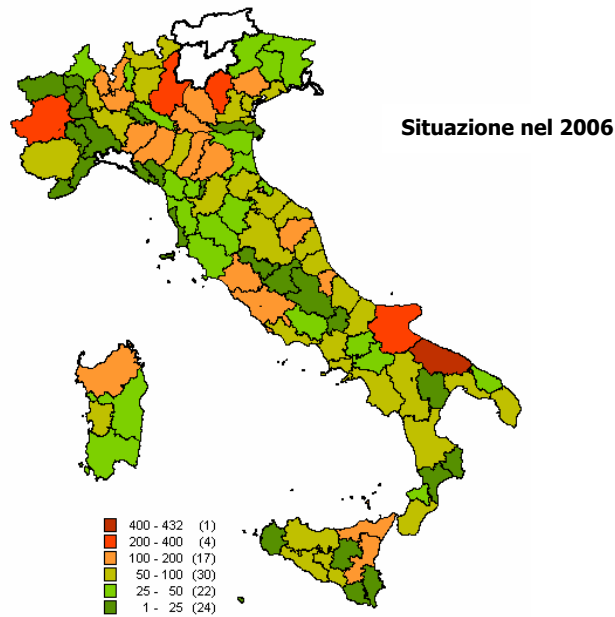 Situazione nel 2006
400 - 432 (1)
200 - 400 (4)
100 - 200 (17)
50 - 100 (30)
25 - 50 (22)
1 - 25 (24)